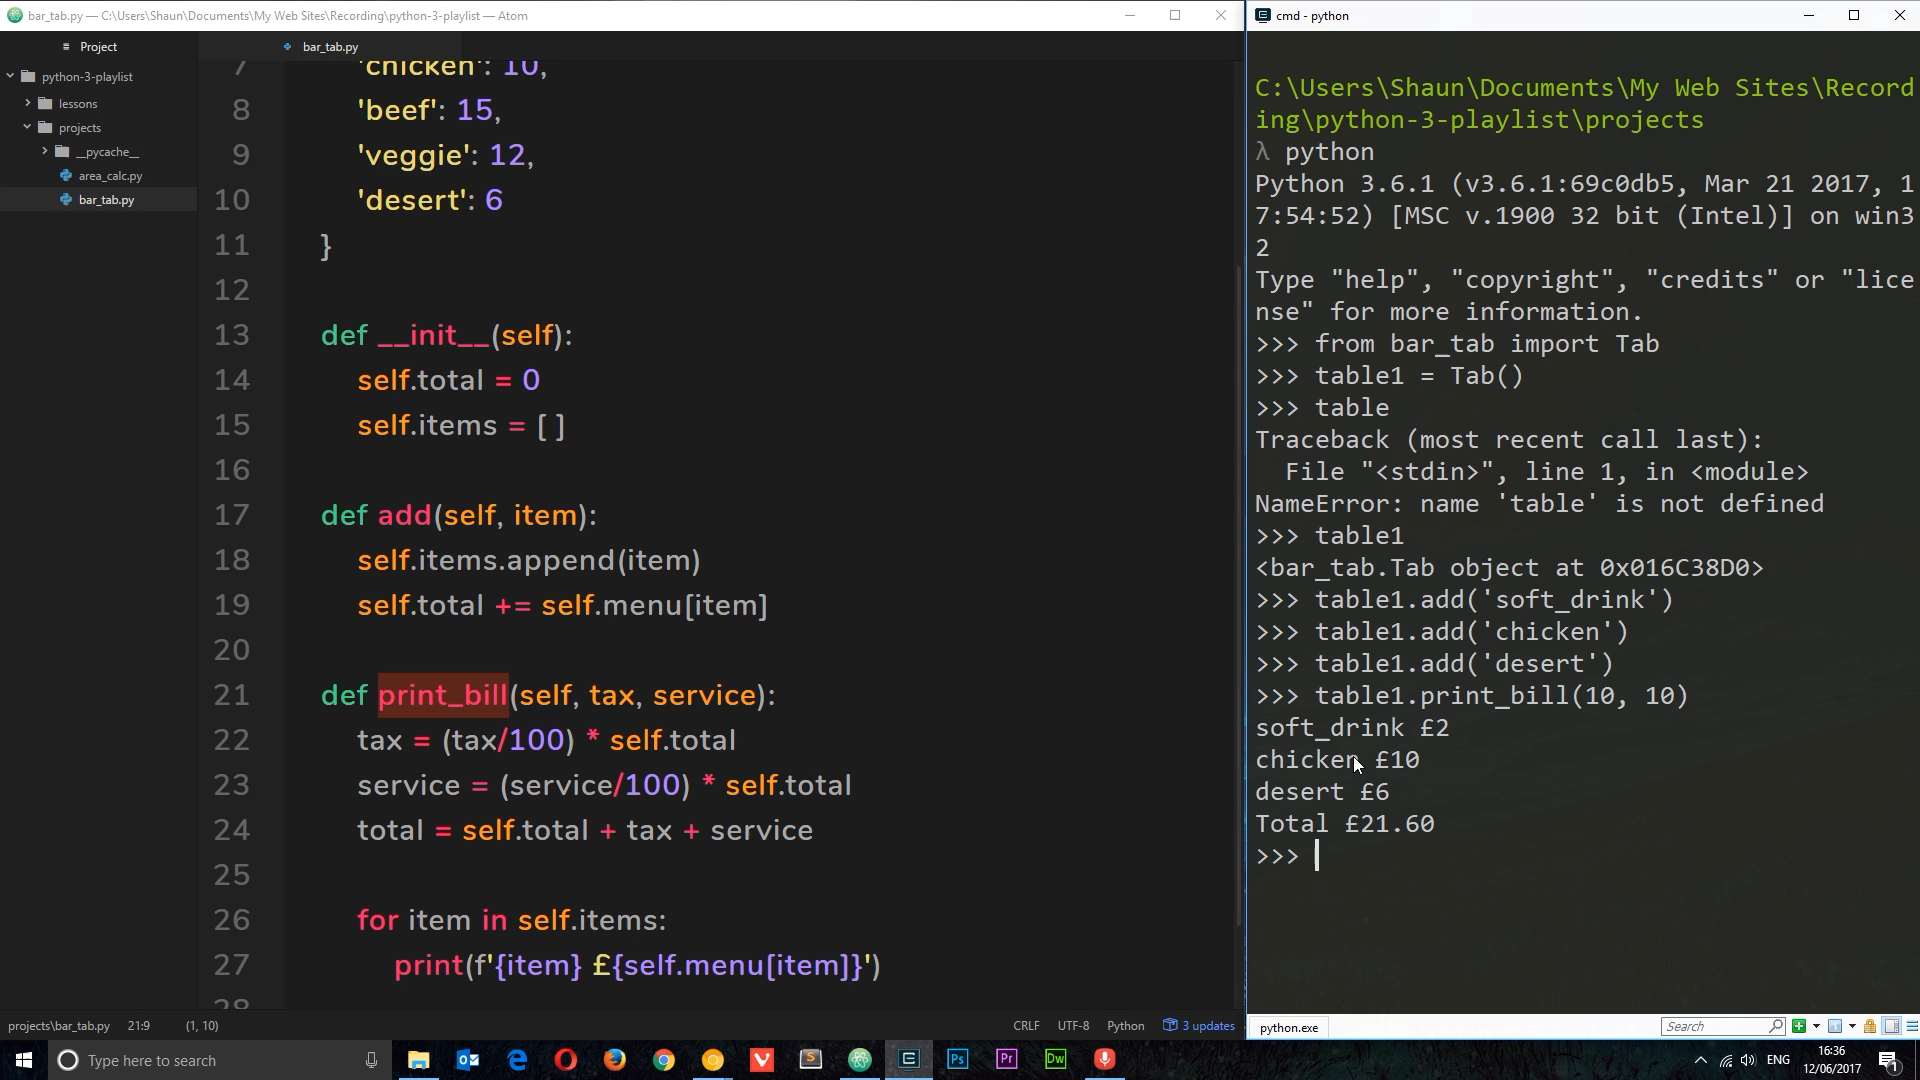 bar_tab.py — C:\Users\Shaun\Documents\My Web Sites\Recording\python-3-playlist — Atom
Project
python-3-playlist
lessons
projects
__pycache__
area_calc.py
bar_tab.py
bar_tab.py
7 'chicken': 10,
8 'beef': 15,
9 'veggie': 12,
10 'desert': 6
11 }
12
13 def __init__(self):
14 self.total = 0
15 self.items = []
16
17 def add(self, item):
18 self.items.append(item)
19 self.total += self.menu[item]
20
21 def print_bill(self, tax, service):
22 tax = (tax/100) * self.total
23 service = (service/100) * self.total
24 total = self.total + tax + service
25
26 for item in self.items:
27 print(f'{item} £{self.menu[item]}')
28
projects\bar_tab.py 21:9 (1, 10) CRLF UTF-8 Python 3 updates
cmd - python
C:\Users\Shaun\Documents\My Web Sites\Record
ing\python-3-playlist\projects
λ python
Python 3.6.1 (v3.6.1:69c0db5, Mar 21 2017, 1
7:54:52) [MSC v.1900 32 bit (Intel)] on win3
2
Type "help", "copyright", "credits" or "lice
nse" for more information.
>>> from bar_tab import Tab
>>> table1 = Tab()
>>> table
Traceback (most recent call last):
File "<stdin>", line 1, in <module>
NameError: name 'table' is not defined
>>> table1
<bar_tab.Tab object at 0x016C38D0>
>>> table1.add('soft_drink')
>>> table1.add('chicken')
>>> table1.add('desert')
>>> table1.print_bill(10, 10)
soft_drink £2
chicken £10
desert £6
Total £21.60
>>>
python.exe Search
Type here to search
Ps Pr Dw
ENG 16:36
12/06/2017
1